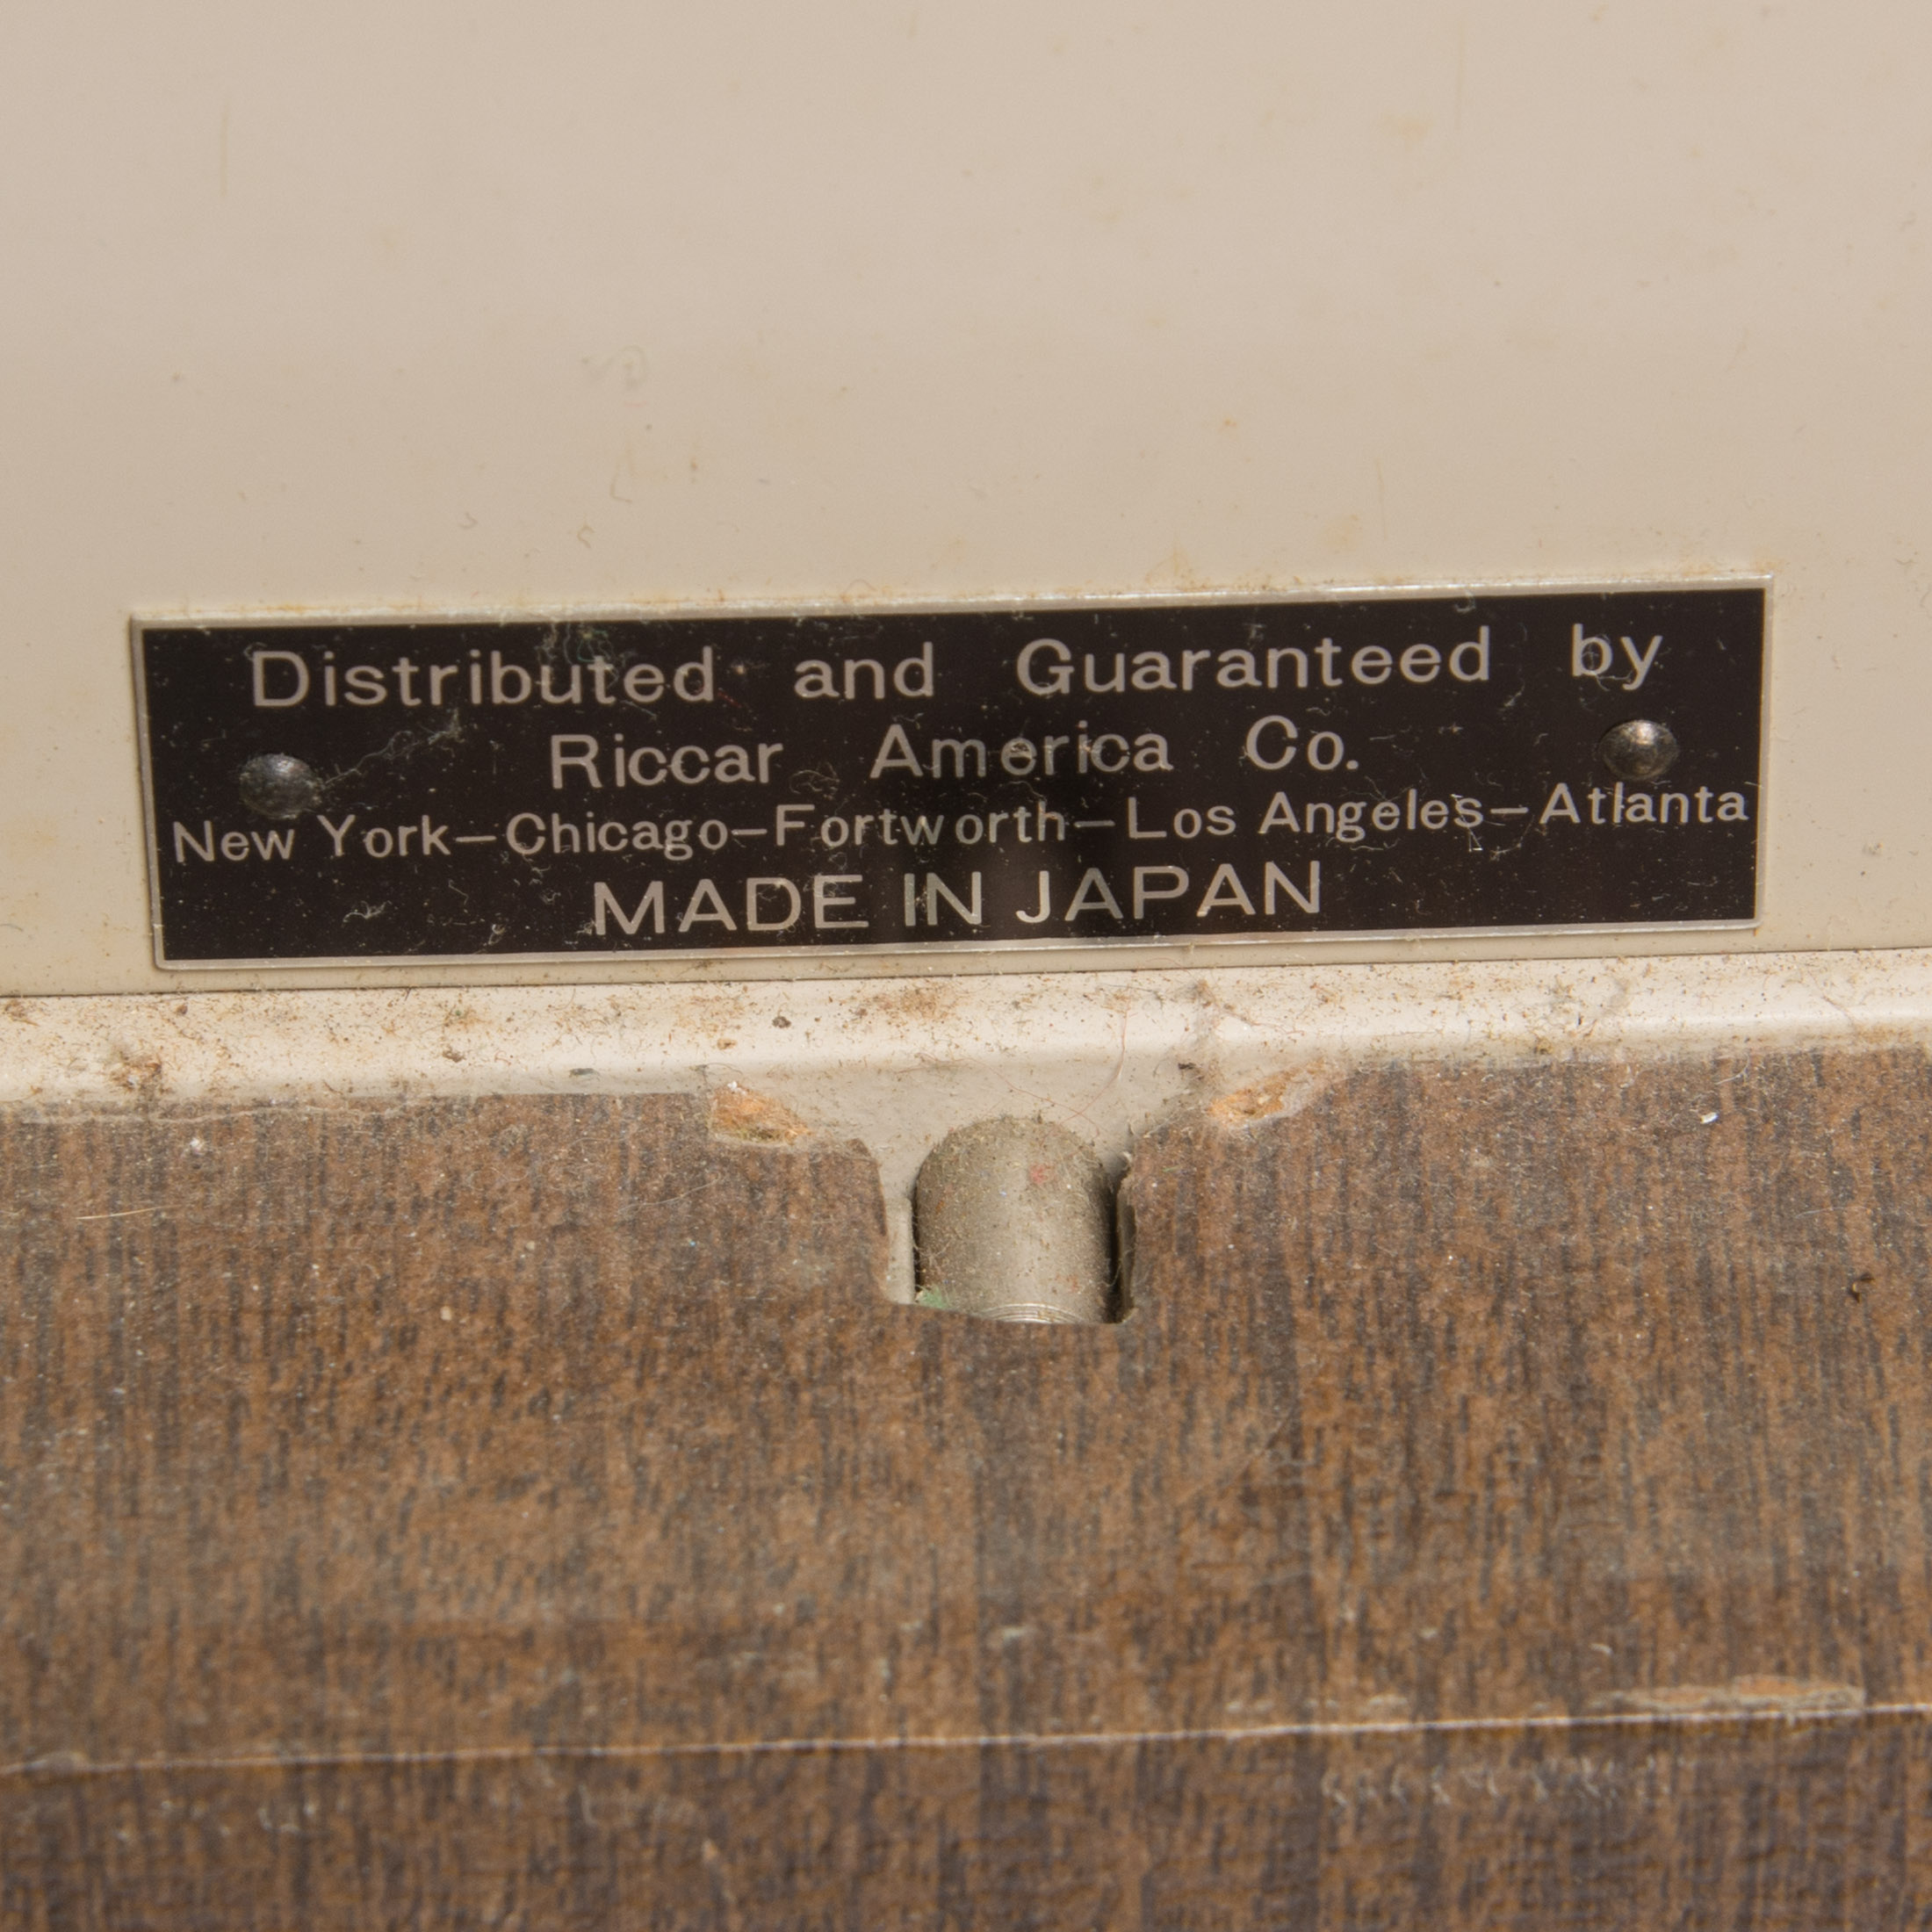 Distributed and Guaranteed by
Riccar America Co.
New York-Chicago-Fortworth-Los Angeles-Atlanta
MADE IN JAPAN